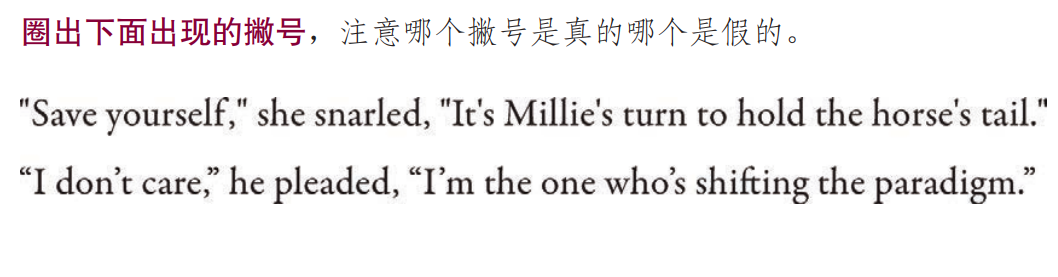 圈出下面出现的撇号，注意哪个撇号是真的哪个是假的。
"Save yourself," she snarled, "It's Millie's turn to hold the horse's tail."
“I don’t care,” he pleaded, “I’m the one who’s shifting the paradigm.”